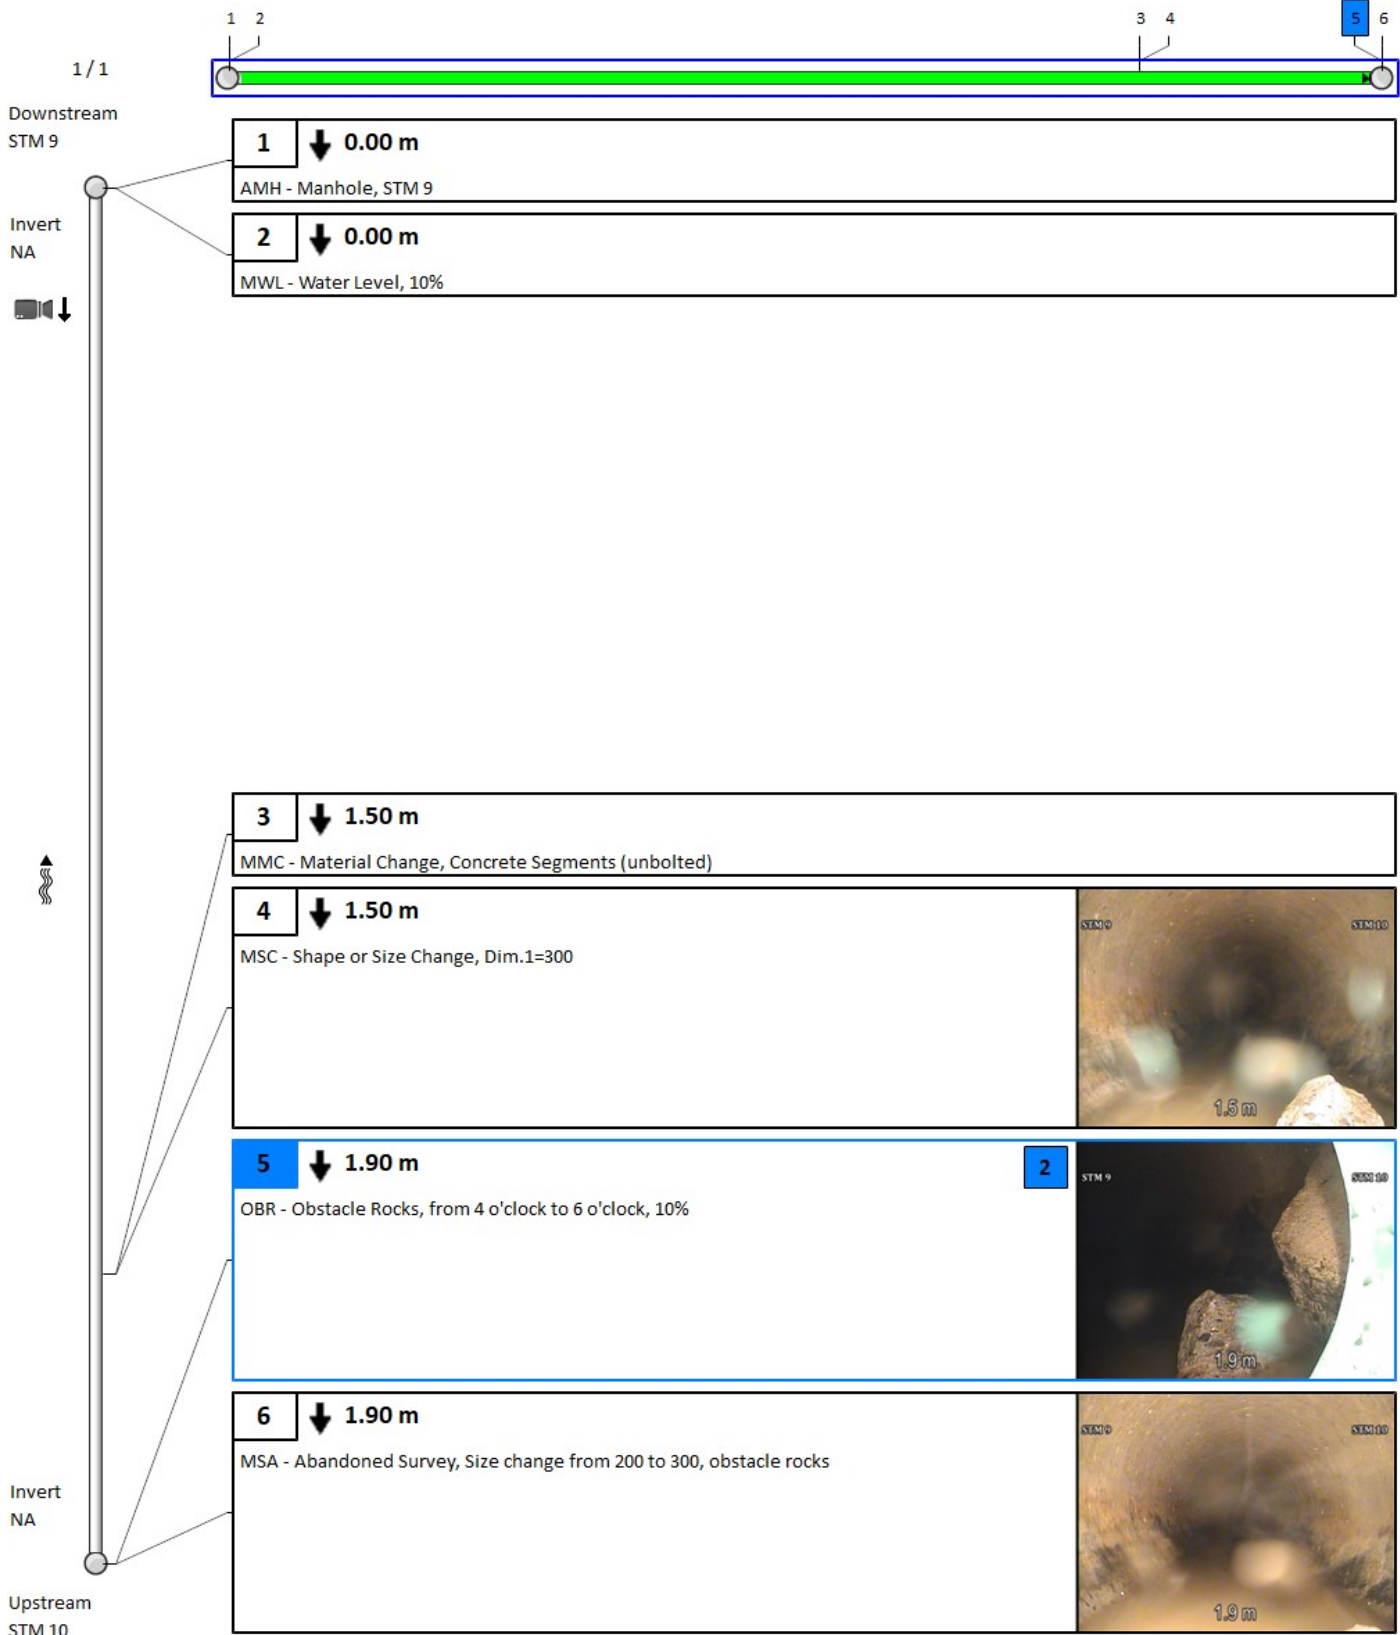 1 2 3 4 5 6
1 / 1
Downstream
STM 9
1 0.00 m
AMH - Manhole, STM 9
Invert
NA
2 0.00 m
MWL - Water Level, 10%
3 1.50 m
MMC - Material Change, Concrete Segments (unbolted)
4 1.50 m
MSC - Shape or Size Change, Dim.1=300
STM 9 STM 10
1.5 m
5 1.90 m 2
OBR - Obstacle Rocks, from 4 o'clock to 6 o'clock, 10%
STM 9 STM 10
1.9 m
6 1.90 m
MSA - Abandoned Survey, Size change from 200 to 300, obstacle rocks
STM 9 STM 10
1.9 m
Invert
NA
Upstream
STM 10